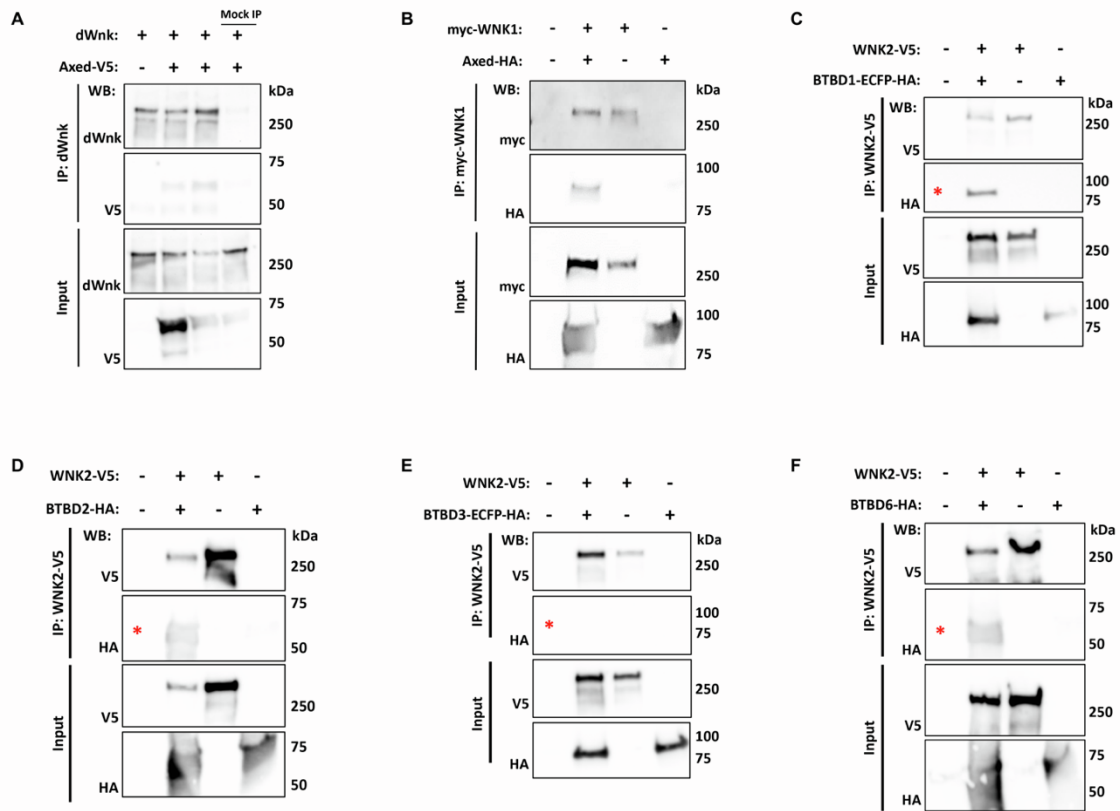 A
Mock IP
dWnk: + + + +
Axed-V5: - + + +
WB: kDa
IP: dWnk
dWnk 250
75
V5 50
Input
dWnk 250
75
V5 50
B
myc-WNK1: - + + -
Axed-HA: - + - +
WB: kDa
IP: myc-WNK1
myc 250
100
HA 75
Input
myc 250
100
HA 75
C
WNK2-V5: - + + -
BTBD1-ECFP-HA: - + - +
WB: kDa
IP: WNK2-V5
V5 250
100
* 75
HA
Input
V5 250
100
HA 75
D
WNK2-V5: - + + -
BTBD2-HA: - + - +
WB: kDa
IP: WNK2-V5
V5 250
75
*
HA 50
Input
V5 250
75
HA 50
E
WNK2-V5: - + + -
BTBD3-ECFP-HA: - + - +
WB: kDa
IP: WNK2-V5
V5 250
100
* 75
HA
Input
V5 250
100
HA 75
F
WNK2-V5: - + + -
BTBD6-HA: - + - +
WB: kDa
IP: WNK2-V5
V5 250
75
*
HA 50
Input
V5 250
75
HA 50